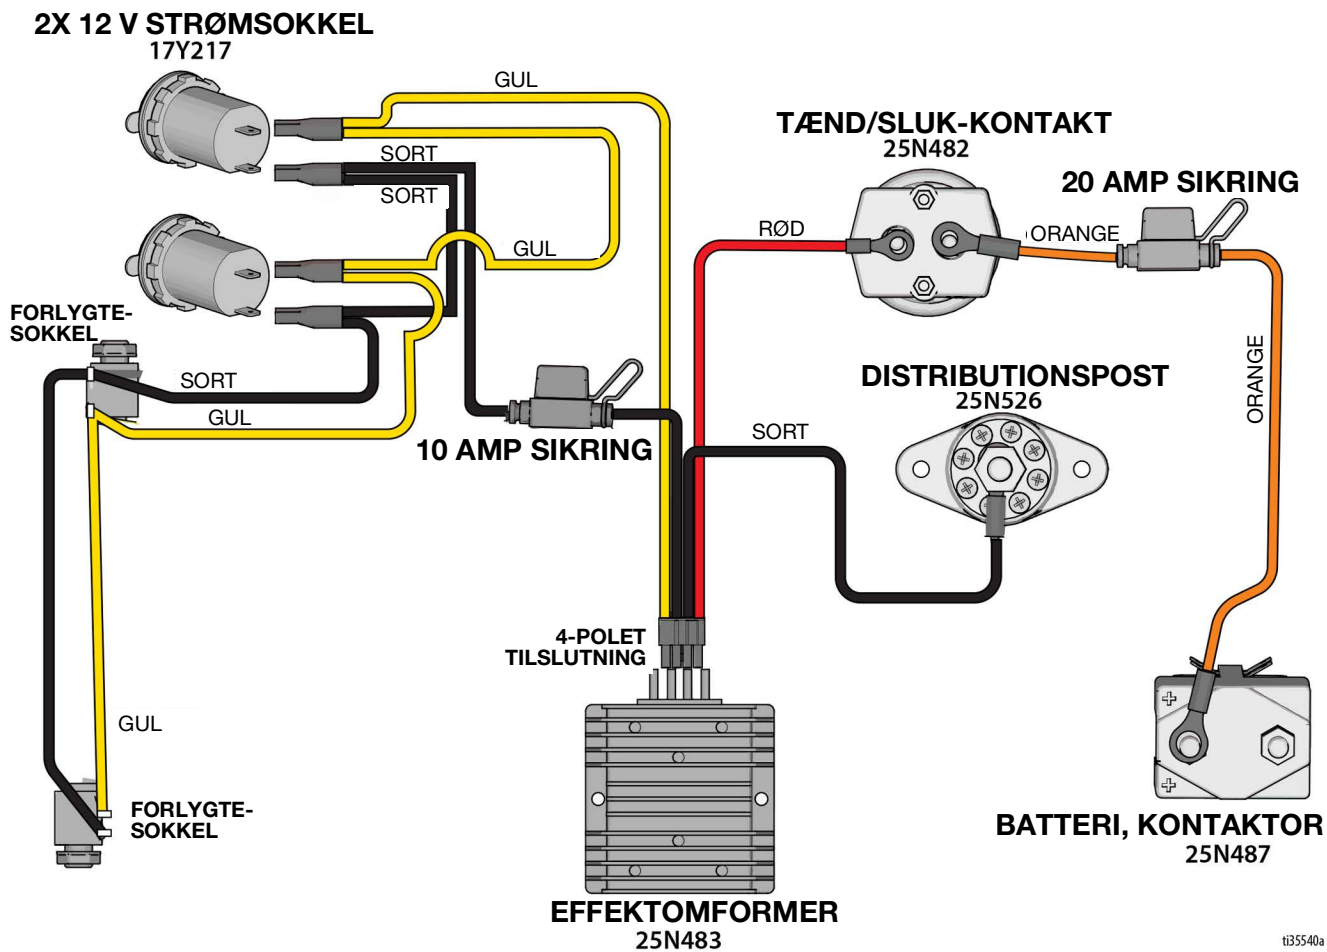 2X 12 V STRØMSOKKEL
17Y217
GUL
SORT
SORT
GUL
TÆND/SLUK-KONTAKT
25N482
20 AMP SIKRING
RØD
ORANGE
ORANGE
FORLYGTE-
SOKKEL
SORT
GUL
10 AMP SIKRING
DISTRIBUTIONSPOST
25N526
SORT
4-POLET
TILSLUTNING
GUL
FORLYGTE-
SOKKEL
EFFEKTOMFORMER
25N483
BATTERI, KONTAKTOR
25N487
ti35540a